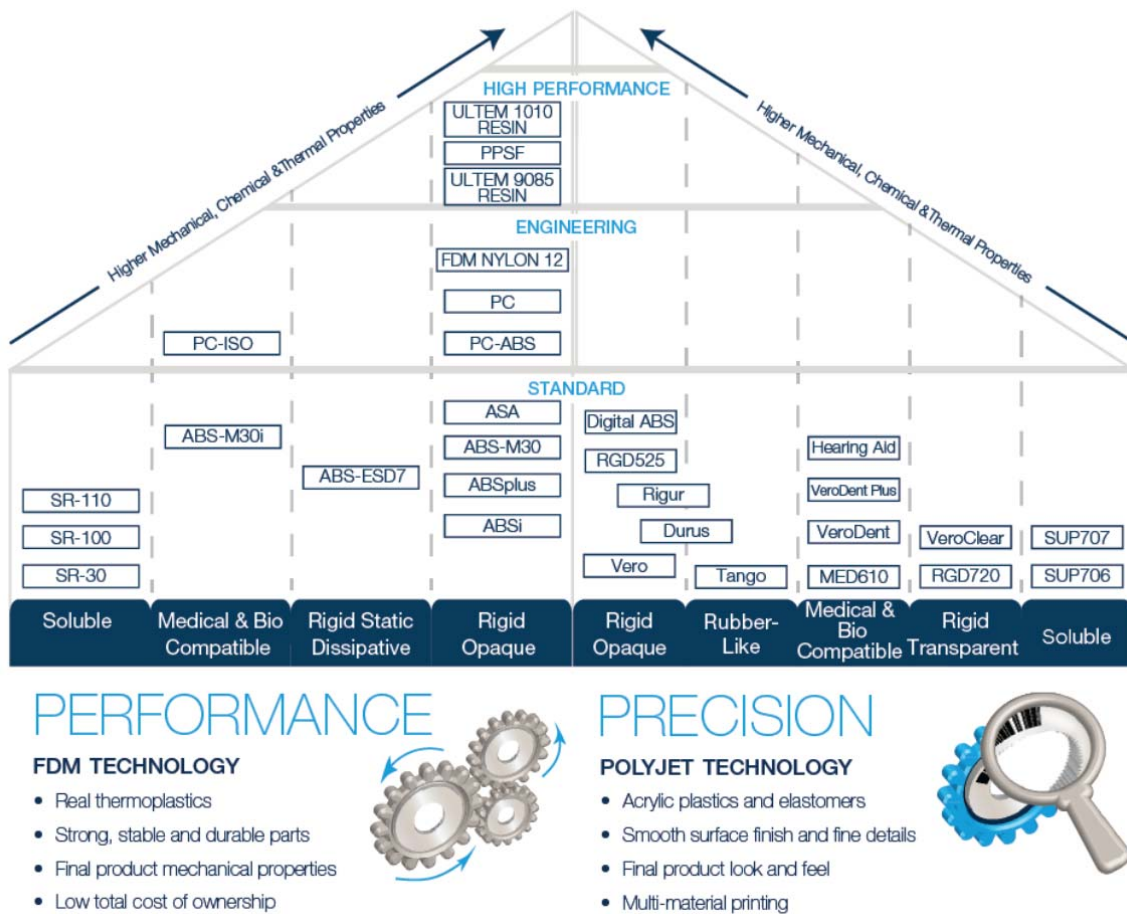 Higher Mechanical, Chemical &Thermal Properties
Higher Mechanical, Chemical &Thermal Properties
HIGH PERFORMANCE
ULTEM 1010
RESIN
PPSF
ULTEM 9085
RESIN
ENGINEERING
FDM NYLON 12
PC
PC-ISO
PC-ABS
STANDARD
ASA
Digital ABS
ABS-M30i
ABS-M30
Hearing Aid
RGD525
ABS-ESD7
ABSplus
VeroDent Plus
SR-110
Rigur
ABSi
Durus
VeroDent
SR-100
VeroClear
SUP707
Vero
SR-30
Tango
MED610
RGD720
SUP706
Soluble
Medical & Bio
Compatible
Rigid Static
Dissipative
Rigid
Opaque
Rigid
Opaque
Rubber-
Like
Medical &
Bio
Compatible
Rigid
Transparent
Soluble
PERFORMANCE
FDM TECHNOLOGY
• Real thermoplastics
• Strong, stable and durable parts
• Final product mechanical properties
• Low total cost of ownership
PRECISION
POLYJET TECHNOLOGY
• Acrylic plastics and elastomers
• Smooth surface finish and fine details
• Final product look and feel
• Multi-material printing